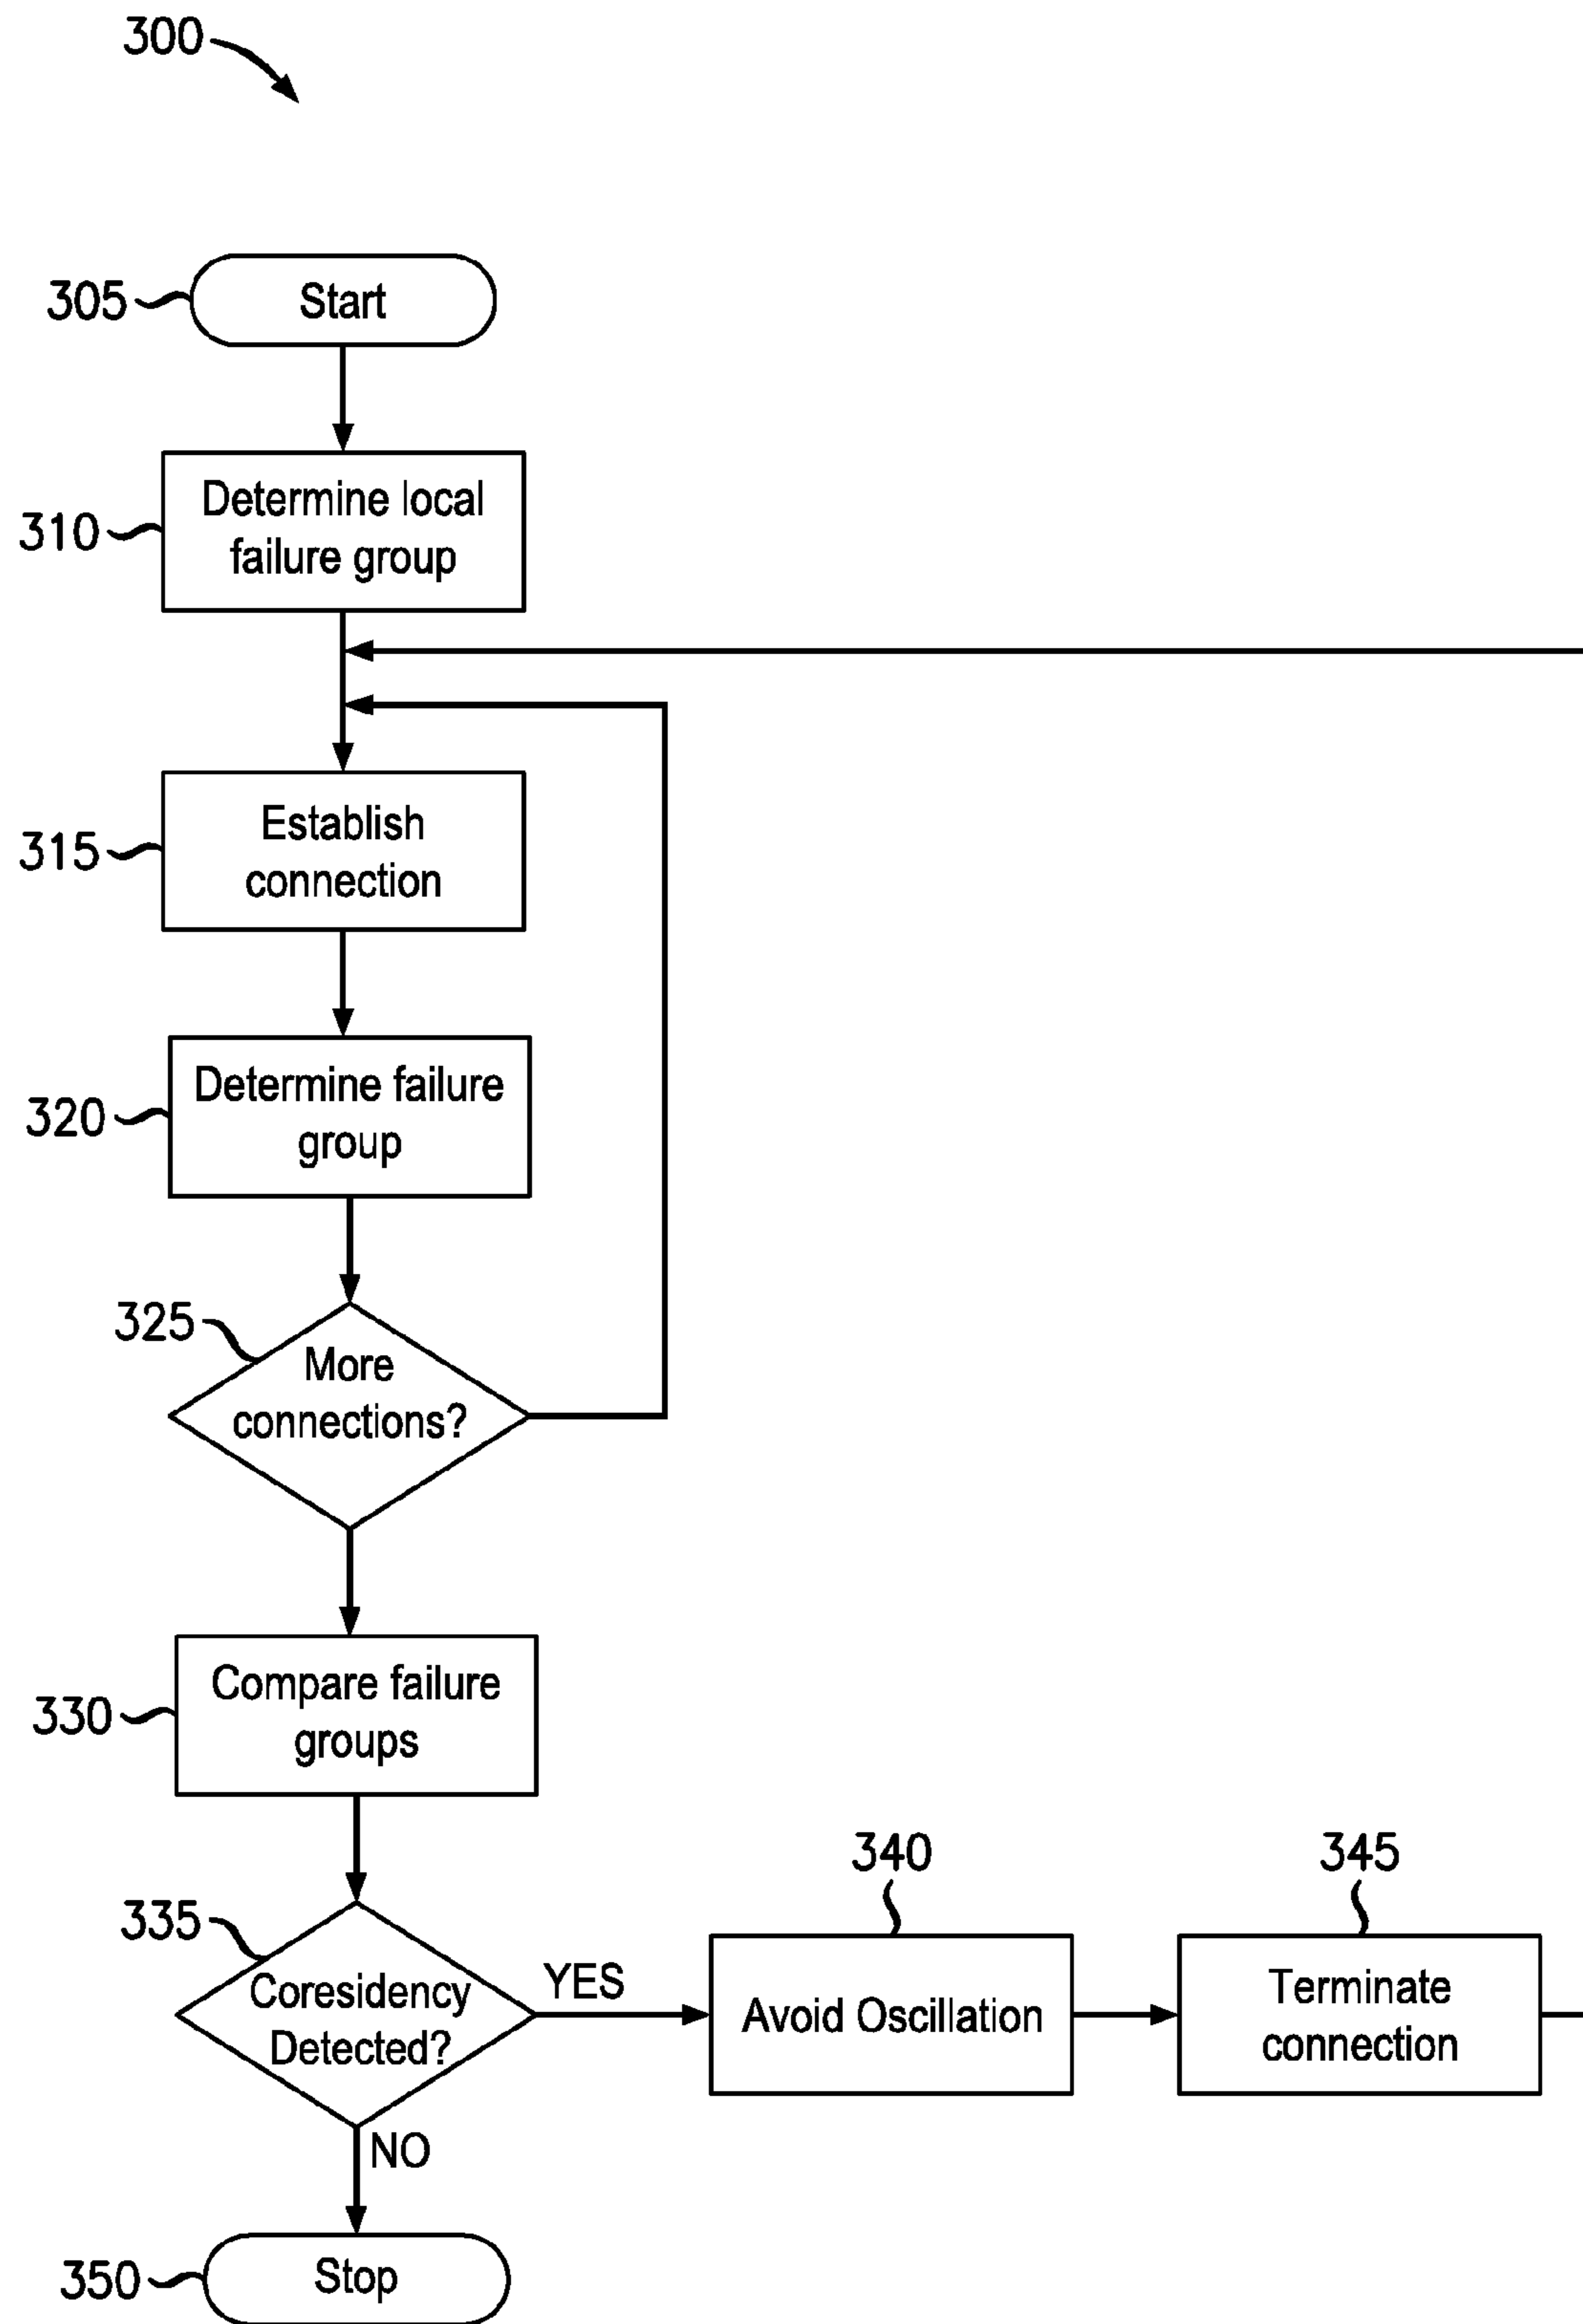 300
305
Start
310
Determine local
failure group
315
Establish
connection
320
Determine failure
group
325
More
connections?
330
Compare failure
groups
335
Coresidency
Detected?
YES
340
Avoid Oscillation
345
Terminate
connection
NO
350
Stop